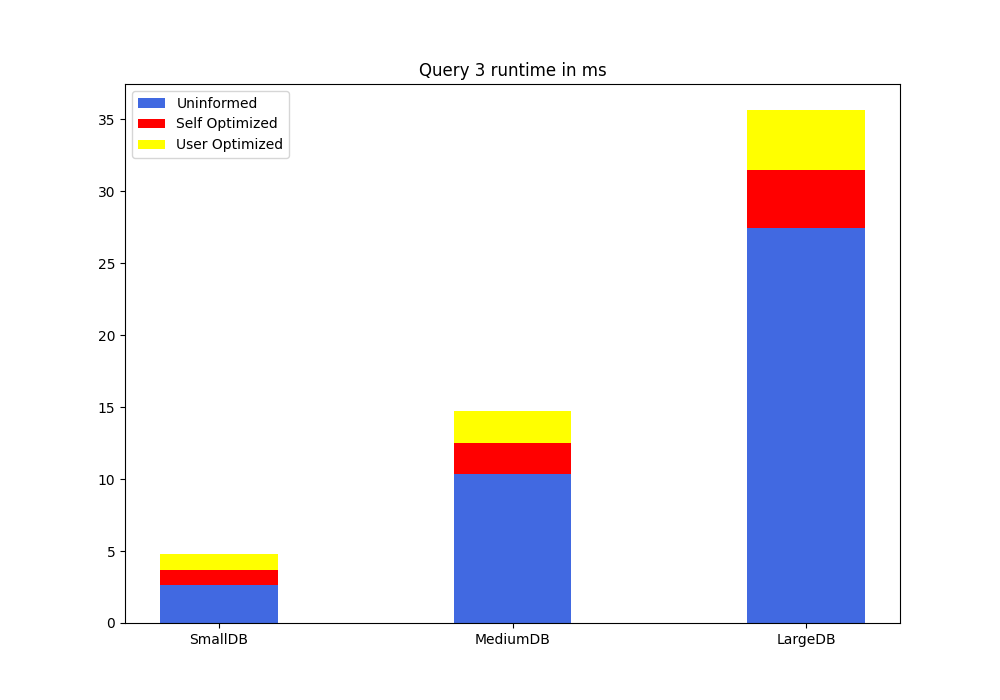 Query 3 runtime in ms
Uninformed
Self Optimized
User Optimized
35
30
25
20
15
10
5
0
SmallDB
MediumDB
LargeDB